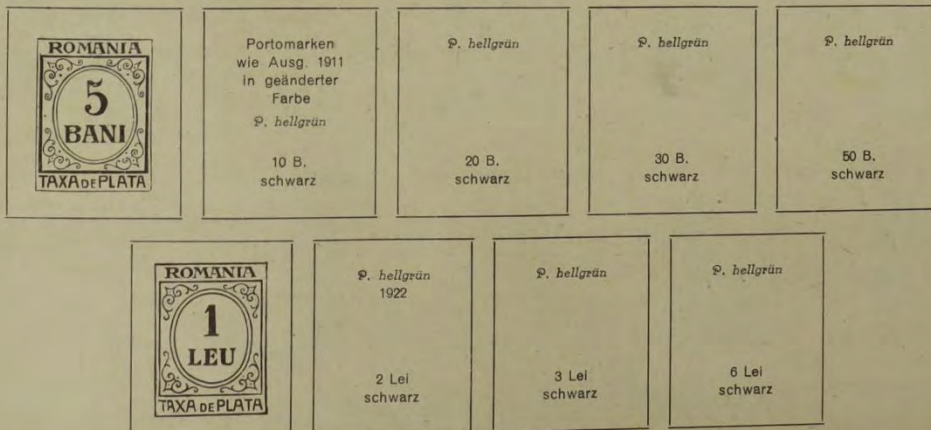 ROMANIA
5
BANI
TAXA DE PLATA
Portomarken
wie Ausg. 1911
in geänderter
Farbe
P. hellgrün
10 B.
schwarz
P. hellgrün
20 B.
schwarz
P. hellgrün
30 B.
schwarz
P. hellgrün
50 B.
schwarz
ROMANIA
1
LEU
TAXA DE PLATA
P. hellgrün
1922
2 Lei
schwarz
P. hellgrün
3 Lei
schwarz
P. hellgrün
6 Lei
schwarz